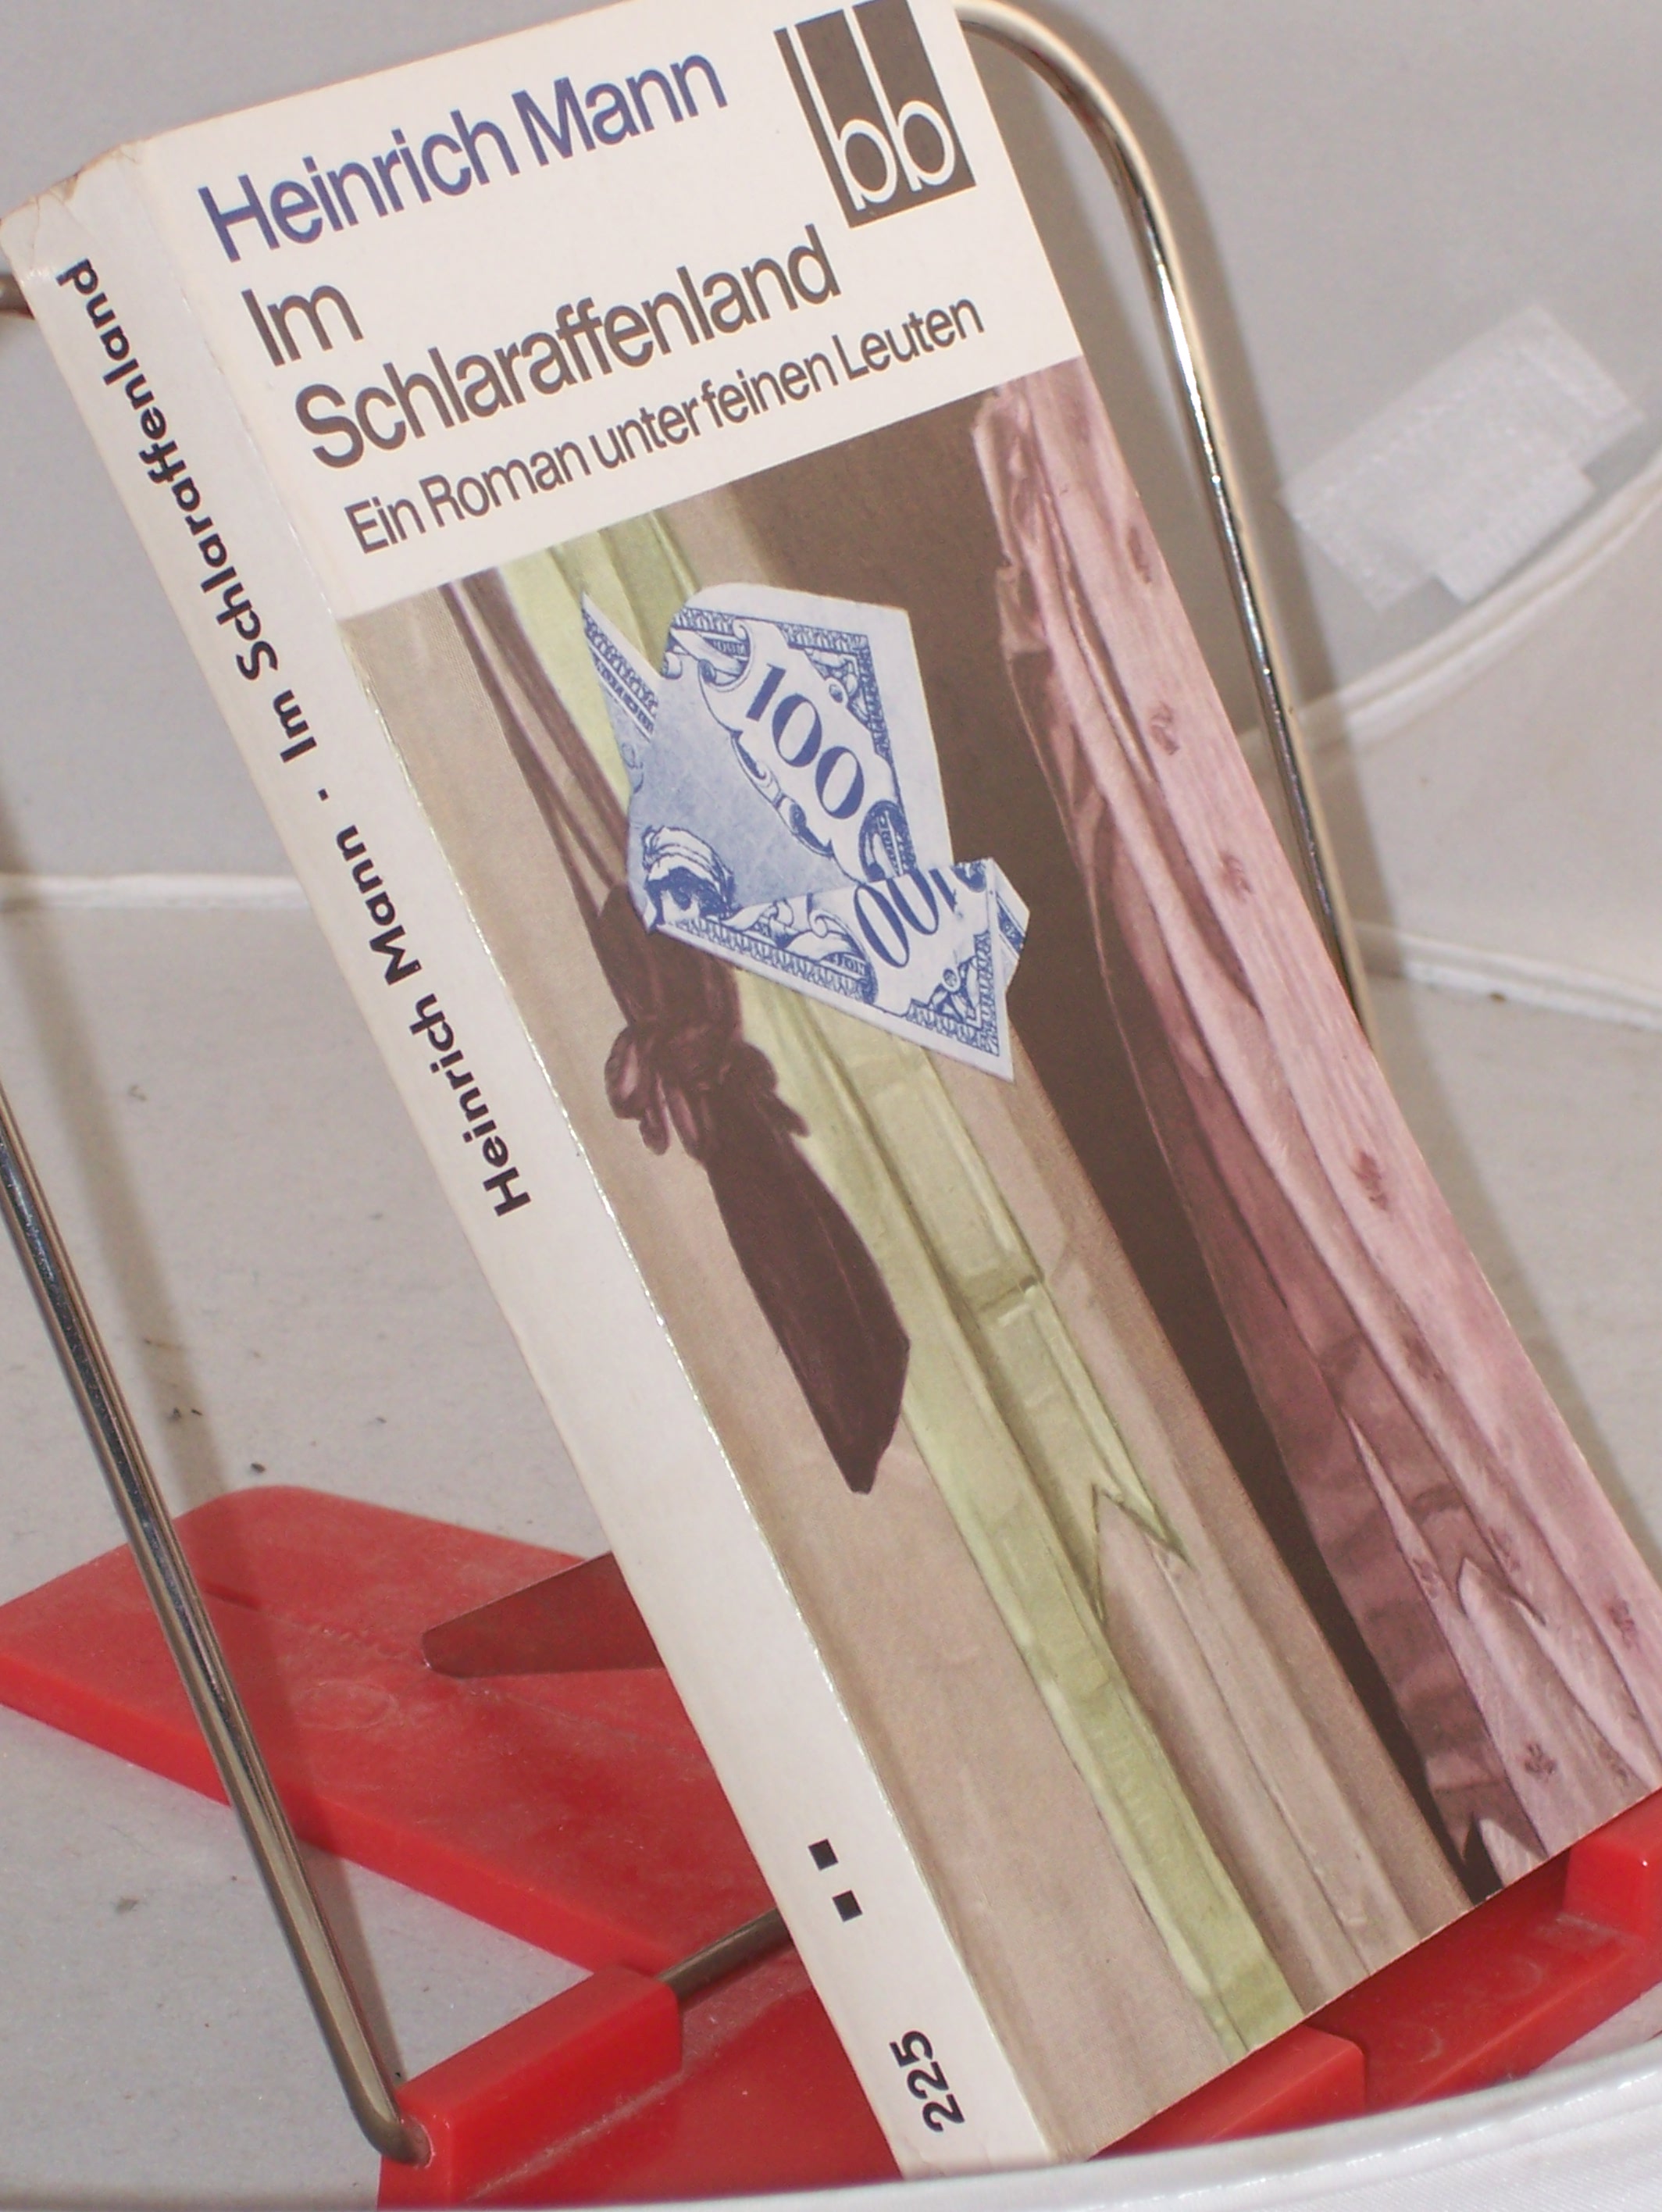 Heinrich Mann
bb
Im
Schlaraffenland
Ein Roman unter feinen Leuten
100
100
Heinrich Mann · Im Schlaraffenland
225